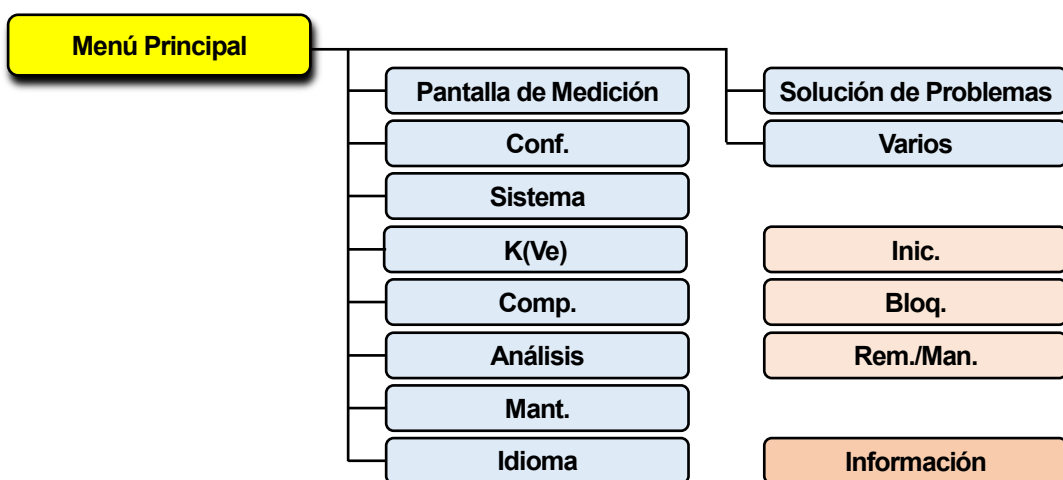 Menú Principal
Pantalla de Medición
Conf.
Sistema
K(Ve)
Comp.
Análisis
Mant.
Idioma
Solución de Problemas
Varios
Inic.
Bloq.
Rem./Man.
Información